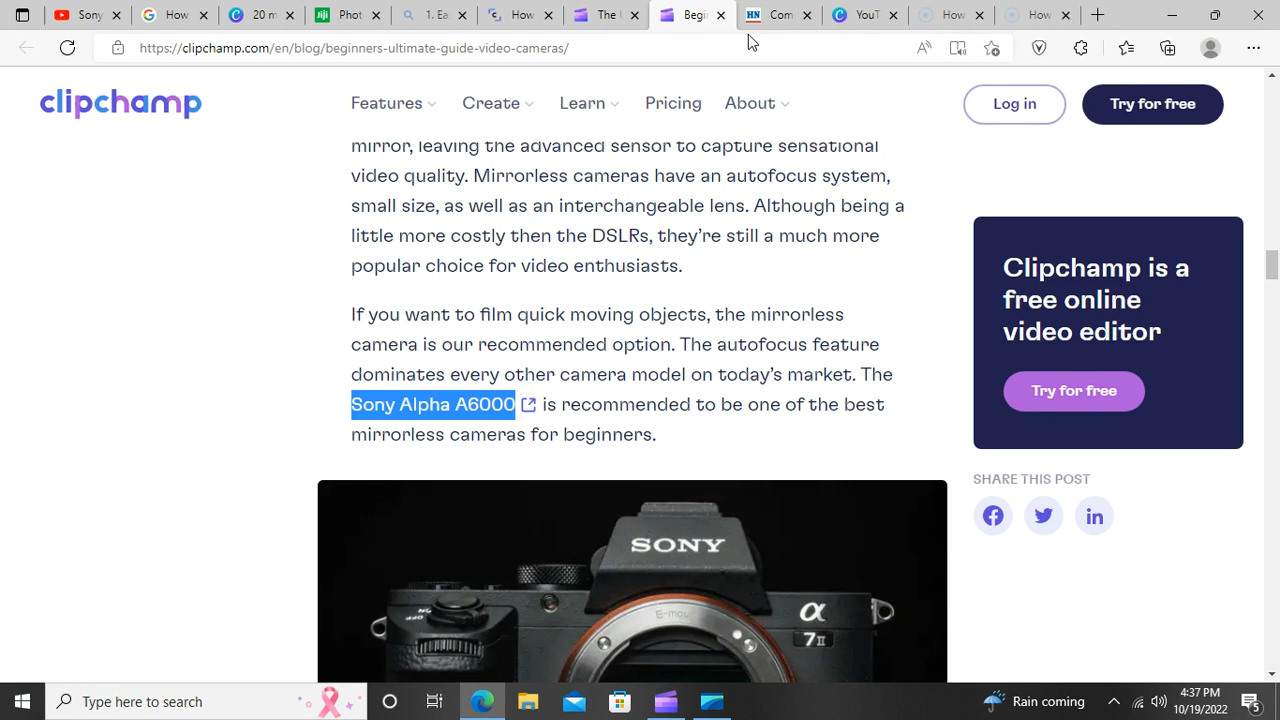 Sony
How
20 m
Phot
1. Eas
How
The U
Begin
HN
Com
YouT
How
How
https://clipchamp.com/en/blog/beginners-ultimate-guide-video-cameras/
clipchamp
Features
Create
Learn
Pricing
About
Log in
Try for free
mirror, leaving the advanced sensor to capture sensational
video quality. Mirrorless cameras have an autofocus system,
small size, as well as an interchangeable lens. Although being a
little more costly then the DSLRs, they're still a much more
popular choice for video enthusiasts.
If you want to film quick moving objects, the mirrorless
camera is our recommended option. The autofocus feature
dominates every other camera model on today's market. The
Sony Alpha A6000 is recommended to be one of the best
mirrorless cameras for beginners.
SONY
E-mou
α
7II
ON
OFF
Clipchamp is a
free online
video editor
Try for free
SHARE THIS POST
Type here to search
Rain coming
4:37 PM
10/19/2022
5